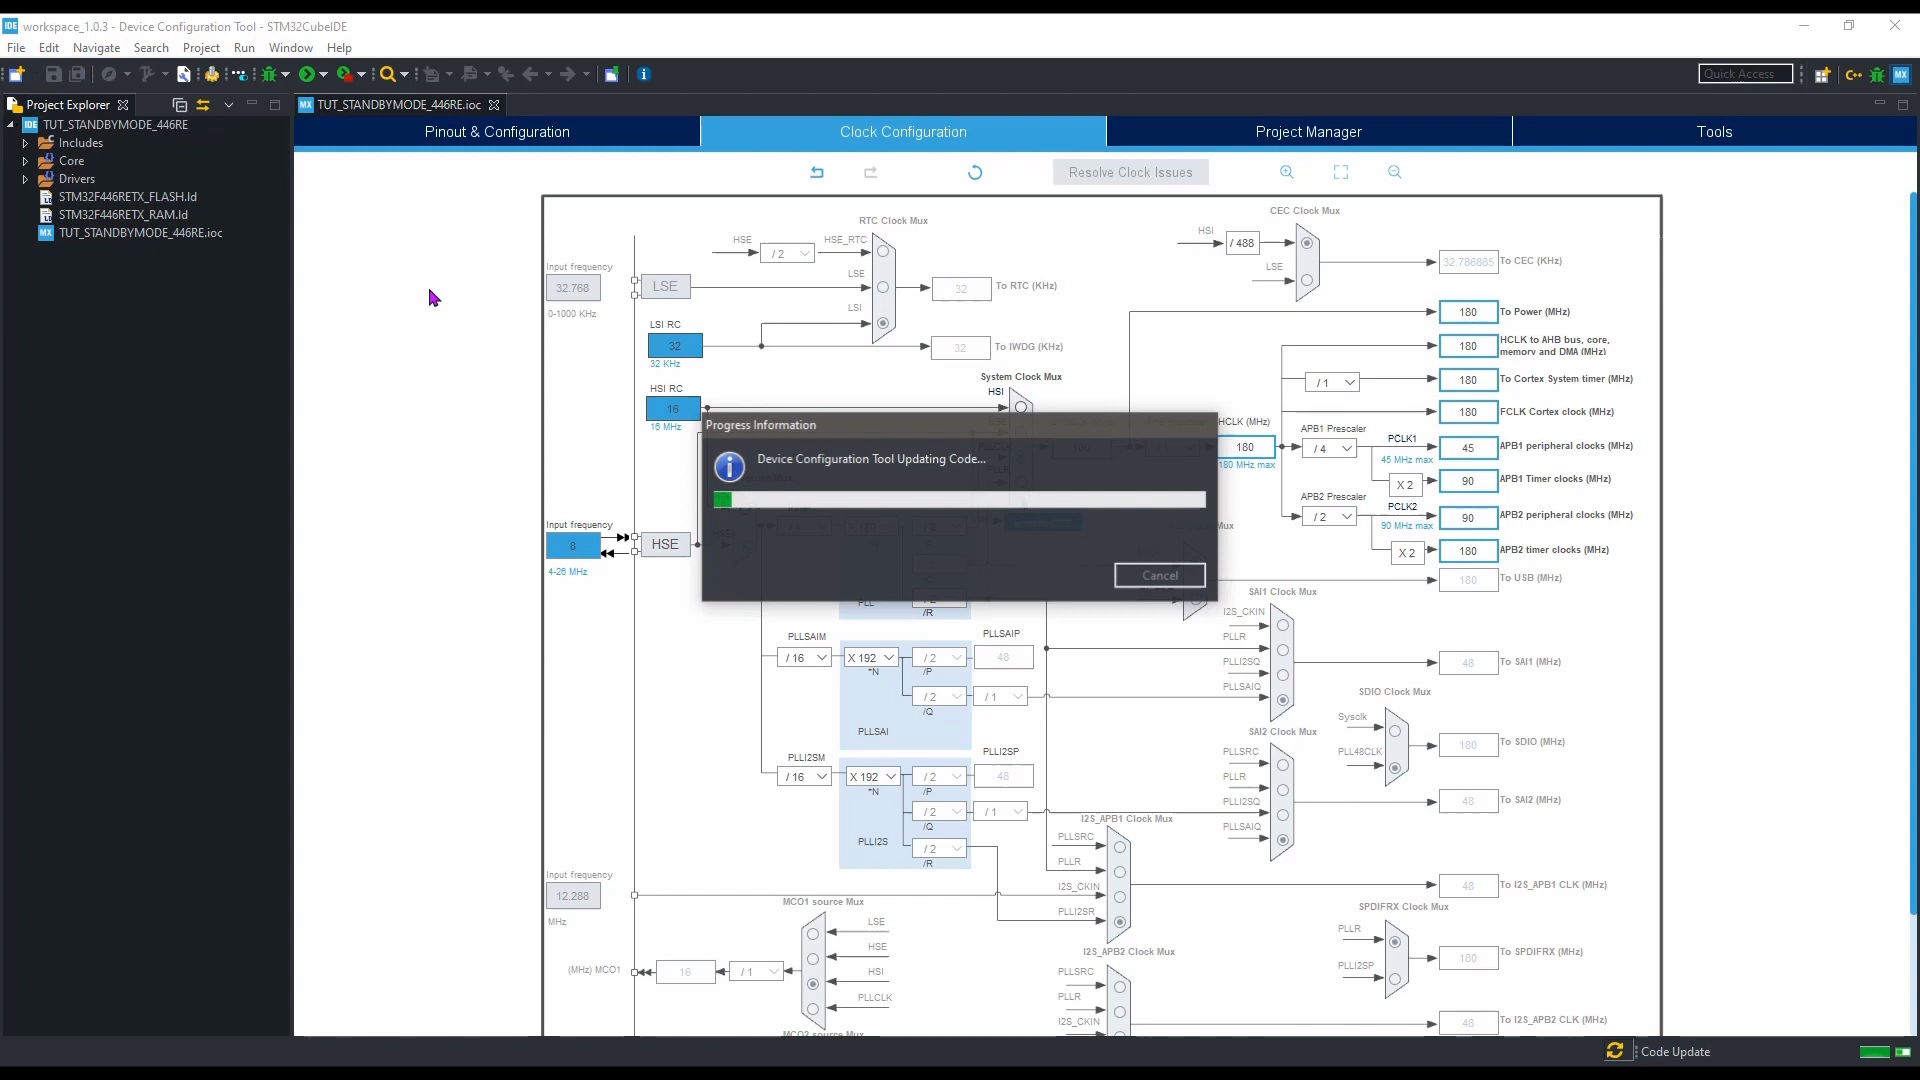 workspace_1.0.3 - Device Configuration Tool - STM32CubeIDE
File Edit Navigate Search Project Run Window Help
Quick Access
Project Explorer
TUT_STANDBYMODE_446RE
Includes
Core
Drivers
STM32F446RETX_FLASH.ld
STM32F446RETX_RAM.ld
TUT_STANDBYMODE_446RE.ioc
TUT_STANDBYMODE_446RE.ioc
Pinout & Configuration
Clock Configuration
Project Manager
Tools
Resolve Clock Issues
RTC Clock Mux
HSE
/ 2
HSE_RTC
LSE
LSI
32
To RTC (KHz)
Input frequency
32.768
0-1000 KHz
LSE
LSI RC
32
32 KHz
32
To IWDG (KHz)
HSI RC
16
16 MHz
System Clock Mux
HSI
CEC Clock Mux
HSI
/ 488
LSE
32.786885
To CEC (KHz)
180
To Power (MHz)
180
HCLK to AHB bus, core,
memory and DMA (MHz)
/ 1
180
To Cortex System timer (MHz)
180
FCLK Cortex clock (MHz)
HCLK (MHz)
180
180 MHz max
APB1 Prescaler
/ 4
PCLK1
45 MHz max
45
APB1 peripheral clocks (MHz)
X 2
90
APB1 Timer clocks (MHz)
APB2 Prescaler
/ 2
PCLK2
90 MHz max
90
APB2 peripheral clocks (MHz)
X 2
180
APB2 timer clocks (MHz)
180
To USB (MHz)
Progress Information
Device Configuration Tool Updating Code...
Cancel
Input frequency
8
4-26 MHz
HSE
PLL
/R
PLLSAIM
/ 16
X 192
*N
/ 2
/P
PLLSAIP
48
/ 2
/Q
/ 1
PLLSAI
PLLI2SM
/ 16
X 192
*N
/ 2
/P
PLLI2SP
48
/ 2
/Q
/ 1
PLLI2S
/ 2
/R
SAI1 Clock Mux
I2S_CKIN
PLLR
PLLI2SQ
PLLSAIQ
48
To SAI1 (MHz)
SDIO Clock Mux
Sysclk
PLL48CLK
180
To SDIO (MHz)
SAI2 Clock Mux
PLLSRC
PLLR
PLLI2SQ
PLLSAIQ
48
To SAI2 (MHz)
I2S_APB1 Clock Mux
PLLSRC
PLLR
I2S_CKIN
PLLI2SR
48
To I2S_APB1 CLK (MHz)
Input frequency
12.288
MHz
MCO1 source Mux
LSE
HSE
HSI
PLLCLK
(MHz) MCO1
16
/ 1
MCO2 source Mux
SPDIFRX Clock Mux
PLLR
PLLI2SP
180
To SPDIFRX (MHz)
I2S_APB2 Clock Mux
PLLSRC
PLLR
I2S_CKIN
48
To I2S_APB2 CLK (MHz)
Code Update